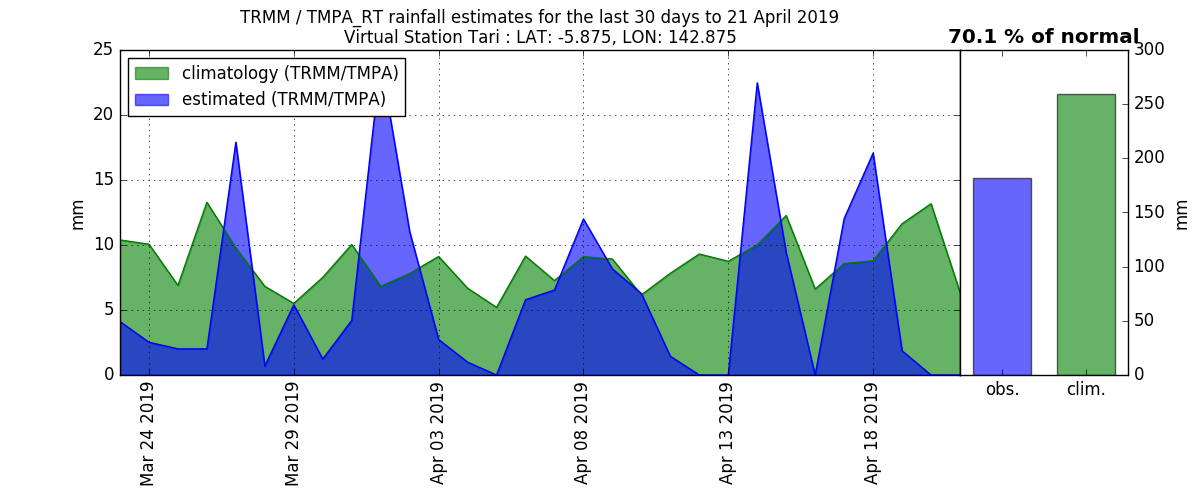 TRMM / TMPA_RT rainfall estimates for the last 30 days to 21 April 2019
Virtual Station Tari : LAT: -5.875, LON: 142.875
70.1 % of normal
climatology (TRMM/TMPA)
estimated (TRMM/TMPA)
25
20
15
10
5
0
mm
Mar 24 2019
Mar 29 2019
Apr 03 2019
Apr 08 2019
Apr 13 2019
Apr 18 2019
300
250
200
150
100
50
0
mm
obs.
clim.